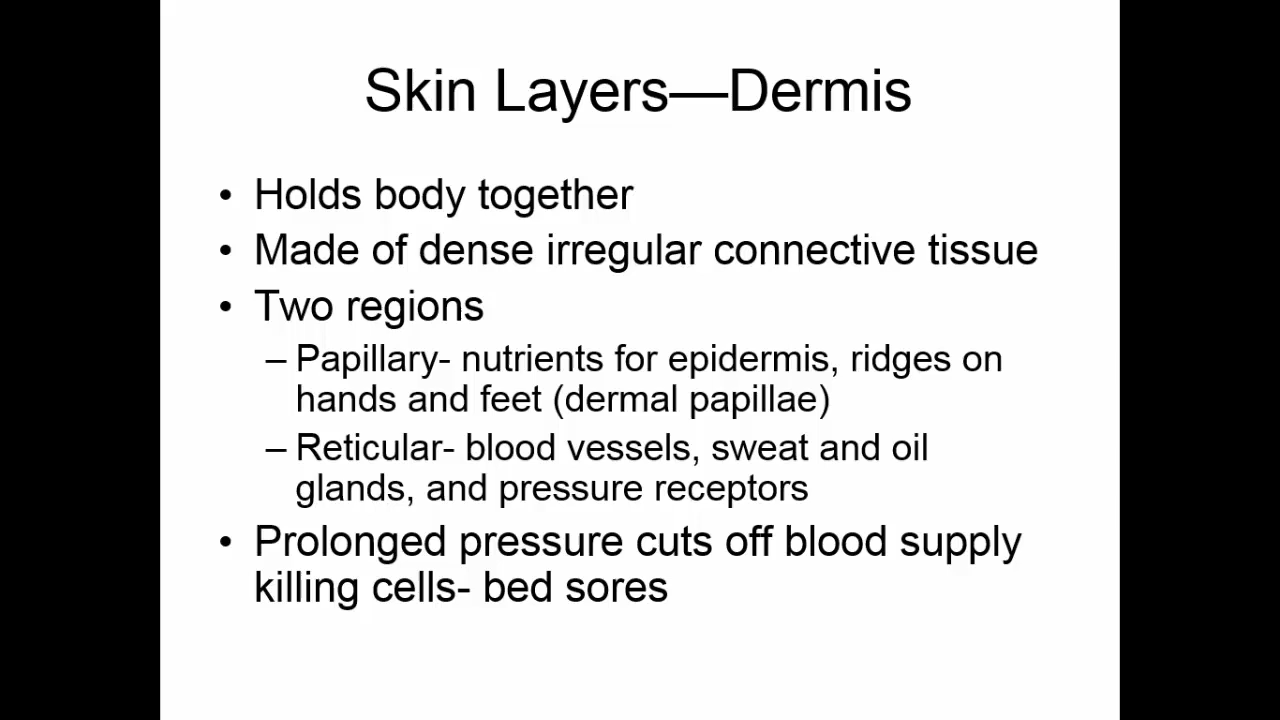 Skin Layers—Dermis
• Holds body together
• Made of dense irregular connective tissue
• Two regions
– Papillary- nutrients for epidermis, ridges on
hands and feet (dermal papillae)
– Reticular- blood vessels, sweat and oil
glands, and pressure receptors
• Prolonged pressure cuts off blood supply
killing cells- bed sores